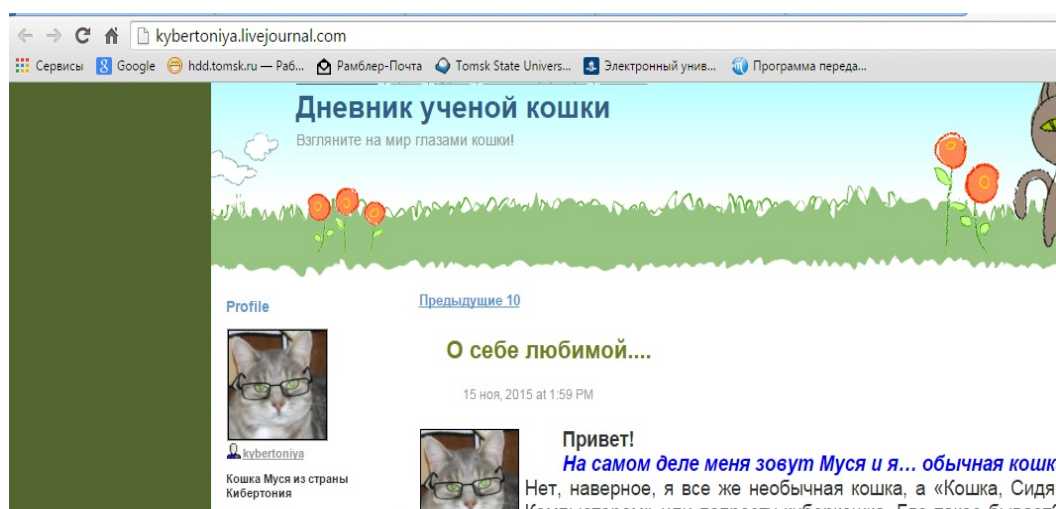 kybertoniya.livejournal.com
Сервисы Google hdd.tomsk.ru — Раб... Рамблер-Почта Tomsk State Univers... Электронный унив... Программа переда...
Дневник ученой кошки
Взгляните на мир глазами кошки!
Profile
Предыдущие 10
О себе любимой....
15 ноя, 2015 at 1:59 PM
kybertoniya
Кошка Муся из страны
Кибертония
Привет!
На самом деле меня зовут Муся и я... обычная кошк
Нет, наверное, я все же необычная кошка, а «Кошка, Сидя